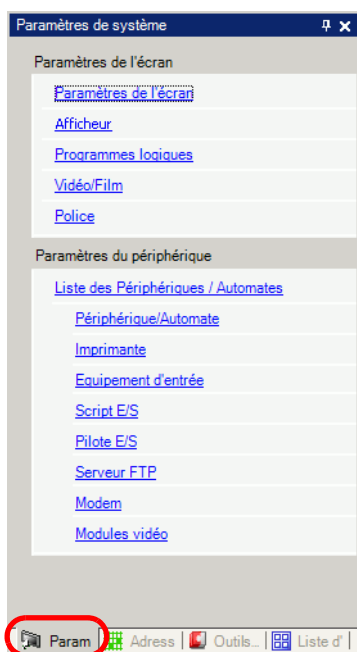 Paramètres de système
Paramètres de l'écran
Paramètres de l'écran
Afficheur
Programmes logiques
Vidéo/Film
Police
Paramètres du périphérique
Liste des Périphériques / Automates
Périphérique/Automate
Imprimante
Equipement d'entrée
Script E/S
Pilote E/S
Serveur FTP
Modem
Modules vidéo
Param Adress Outils... Liste d'